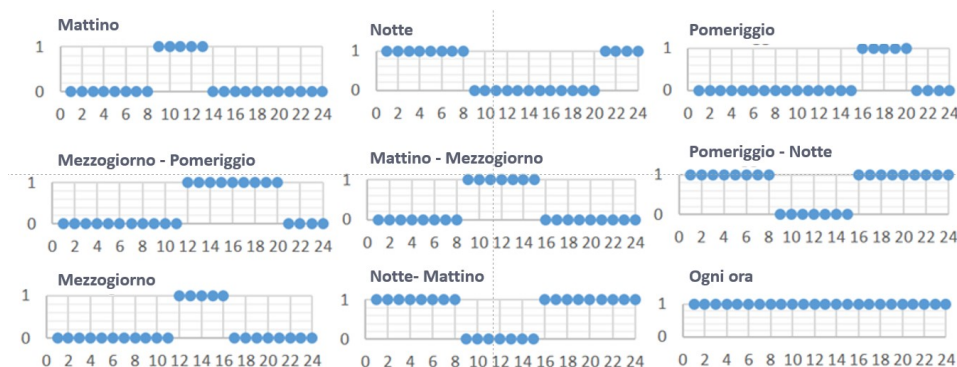 Mattino
1
0
0 2 4 6 8 10 12 14 16 18 20 22 24
Notte
1
0
0 2 4 6 8 10 12 14 16 18 20 22 24
Pomeriggio
1
0
0 2 4 6 8 10 12 14 16 18 20 22 24
Mezzogiorno - Pomeriggio
1
0
0 2 4 6 8 10 12 14 16 18 20 22 24
Mattino - Mezzogiorno
1
0
0 2 4 6 8 10 12 14 16 18 20 22 24
Pomeriggio - Notte
1
0
0 2 4 6 8 10 12 14 16 18 20 22 24
Mezzogiorno
1
0
0 2 4 6 8 10 12 14 16 18 20 22 24
Notte- Mattino
1
0
0 2 4 6 8 10 12 14 16 18 20 22 24
Ogni ora
1
0
0 2 4 6 8 10 12 14 16 18 20 22 24